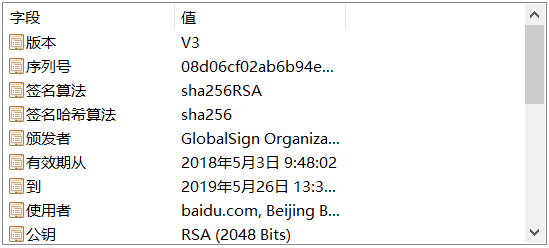 字段 值
版本 V3
序列号 08d06cf02ab6b94e...
签名算法 sha256RSA
签名哈希算法 sha256
颁发者 GlobalSign Organiza...
有效期从 2018年5月3日 9:48:02
到 2019年5月26日 13:3...
使用者 baidu.com, Beijing B...
公钥 RSA (2048 Bits)